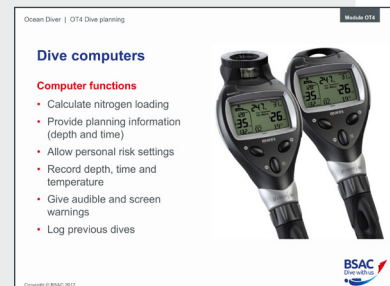 Ocean Diver | OT4 Dive planning
Module OT4
Dive computers
Computer functions
• Calculate nitrogen loading
• Provide planning information
(depth and time)
• Allow personal risk settings
• Record depth, time and
temperature
• Give audible and screen
warnings
• Log previous dives
BSAC
Dive with us
Copyright © BSAC 2017